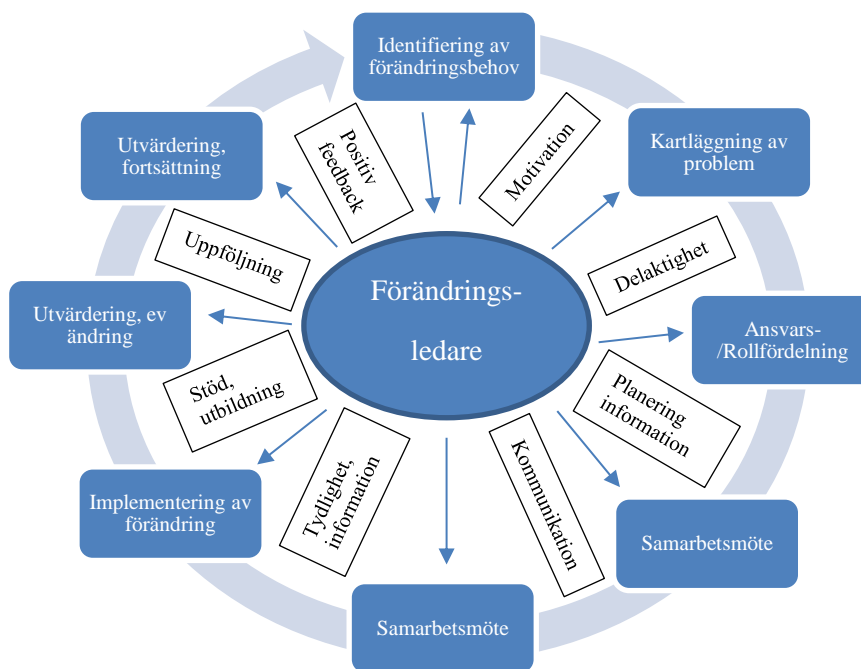 Identifiering av
förändringsbehov
Motivation
Kartläggning av
problem
Delaktighet
Ansvars-
/Rollfördelning
Planering
information
Samarbetsmöte
Kommunikation
Samarbetsmöte
Tydlighet,
information
Implementering av
förändring
Stöd,
utbildning
Utvärdering, ev
ändring
Uppföljning
Utvärdering,
fortsättning
Positiv
feedback
Förändrings-
ledare